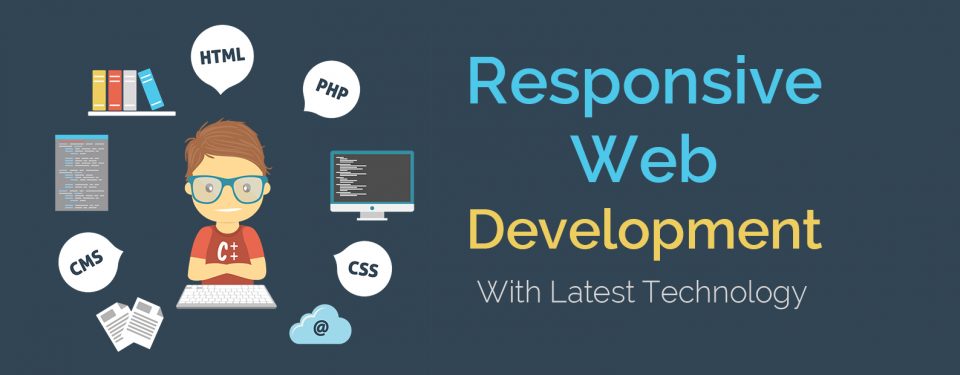 HTML
PHP
CMS
C++
CSS
@
Responsive
Web
Development
With Latest Technology